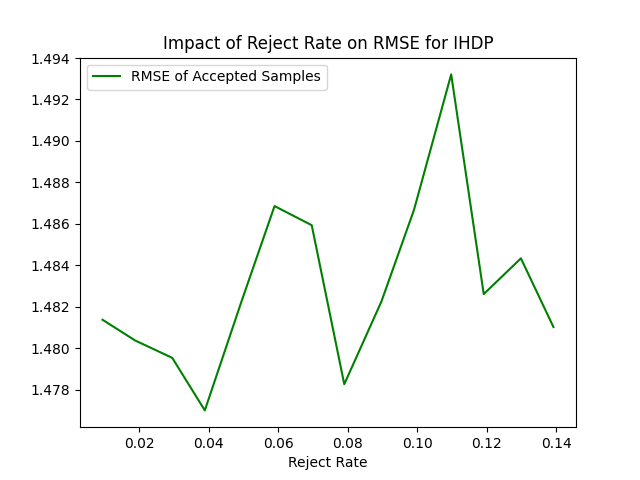 Impact of Reject Rate on RMSE for IHDP
RMSE of Accepted Samples
1.494
1.492
1.490
1.488
1.486
1.484
1.482
1.480
1.478
0.02 0.04 0.06 0.08 0.10 0.12 0.14
Reject Rate